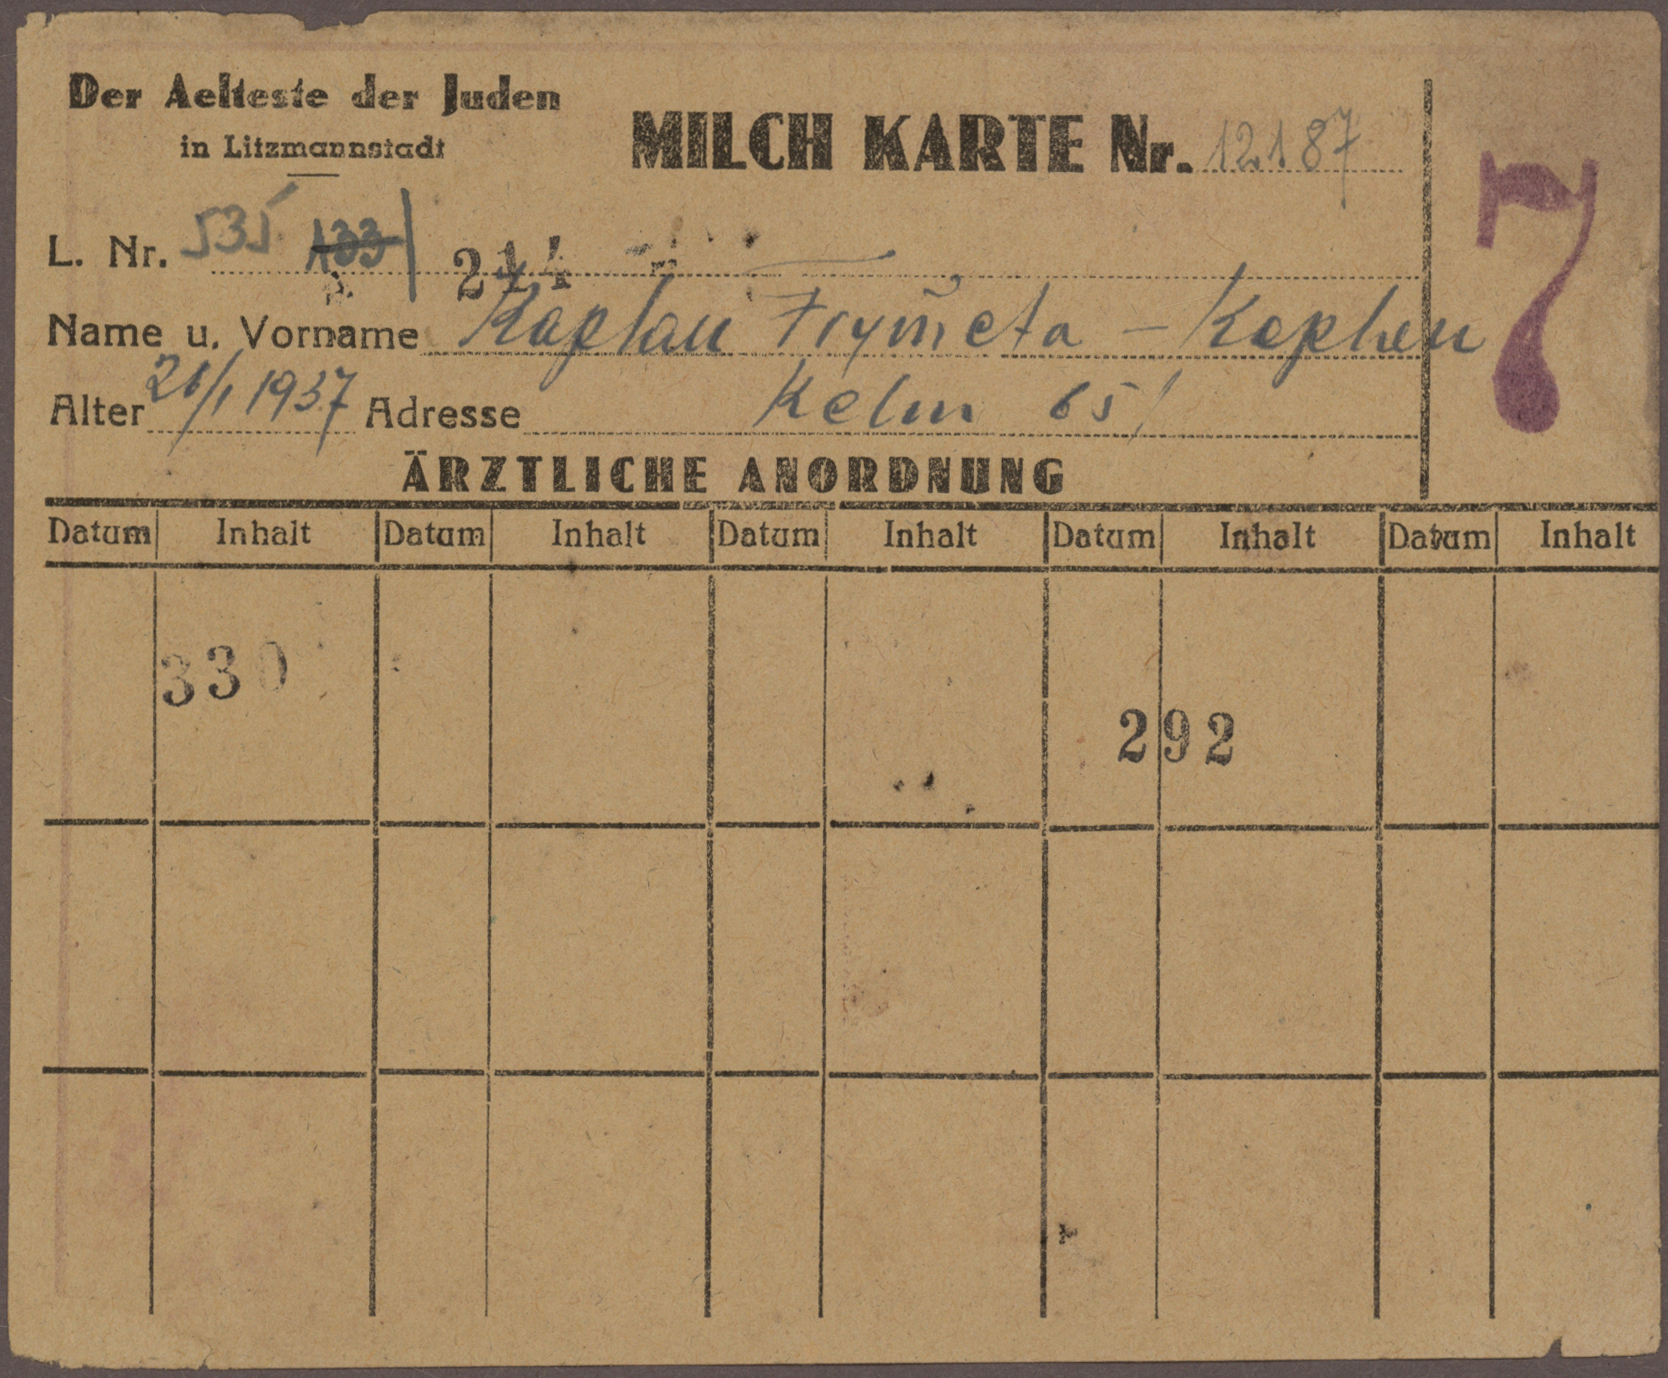 Der Aelteste der Juden
in Litzmannstadt
MILCH KARTE Nr. 12187
7
L. Nr. 535 133 214
Name u. Vorname Kaplan Frymeta - Kaphen
Alter 26/1 1937 Adresse Kelm 65
ÄRZTLICHE ANORDNUNG
Datum Inhalt Datum Inhalt Datum Inhalt Datum Inhalt Datum Inhalt
330
292